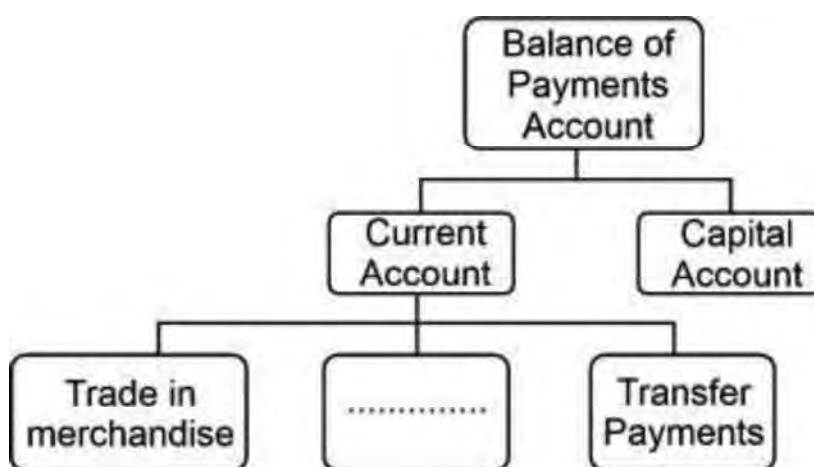 Balance of
Payments
Account
Current
Account
Capital
Account
Trade in
merchandise
..............
Transfer
Payments